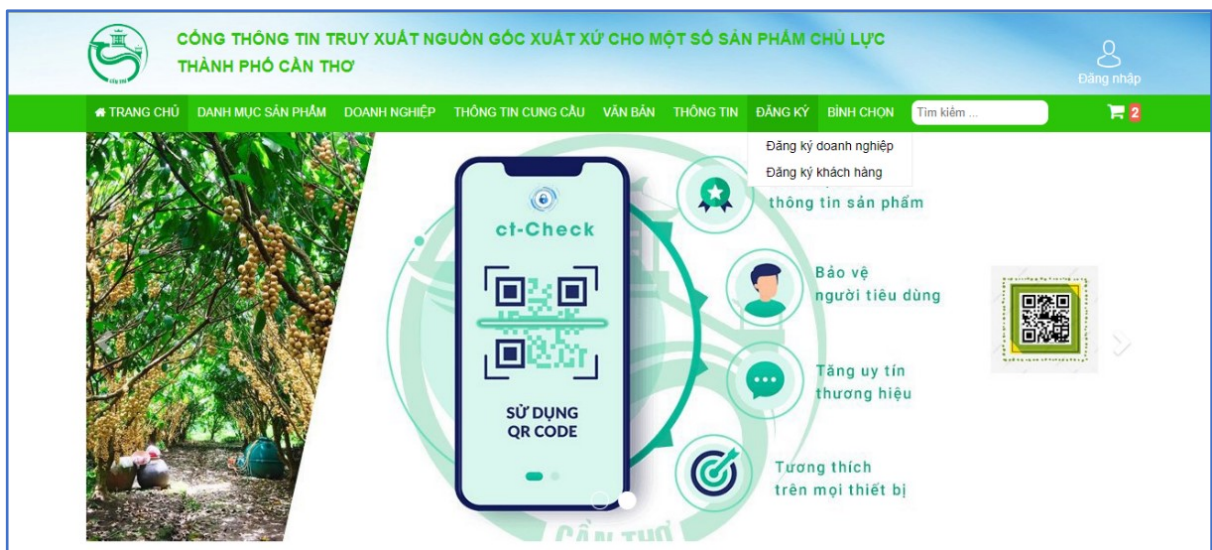 CỔNG THÔNG TIN TRUY XUẤT NGUỒN GỐC XUẤT XỨ CHO MỘT SỐ SẢN PHẨM CHỦ LỰC
THÀNH PHỐ CẦN THƠ
Đăng nhập
TRANG CHỦ DANH MỤC SẢN PHẨM DOANH NGHIỆP THÔNG TIN CUNG CẦU VĂN BẢN THÔNG TIN ĐĂNG KÝ BÌNH CHỌN Tìm kiếm ... 2
Đăng ký doanh nghiệp
Đăng ký khách hàng
thông tin sản phẩm
ct-Check
Bảo vệ
người tiêu dùng
Tăng uy tín
thương hiệu
SỬ DỤNG
QR CODE
Tương thích
trên mọi thiết bị
CẦN THƠ